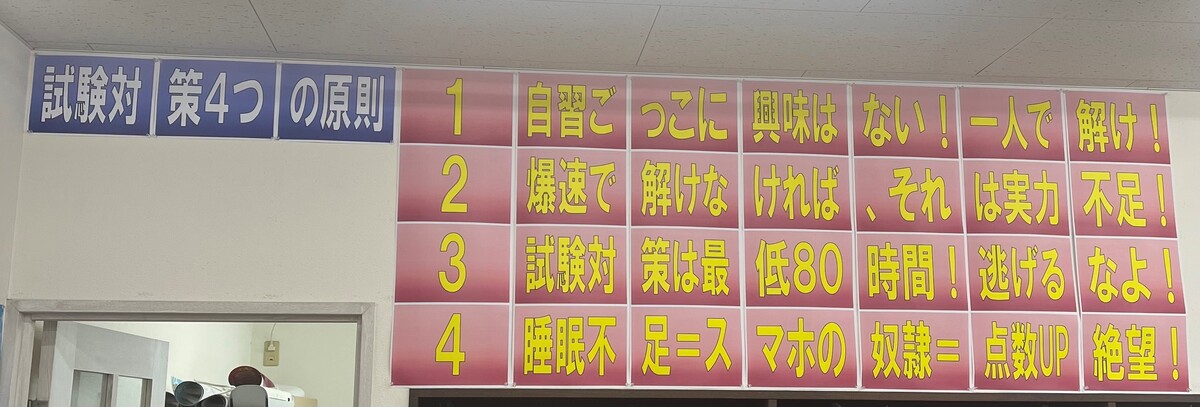 試験対策4つの原則
1 自習ごっこに興味はない！一人で解け！
2 爆速で解けなければ、それは実力不足！
3 試験対策は最低80時間！逃げるなよ！
4 睡眠不足＝スマホの奴隷＝点数UP絶望！